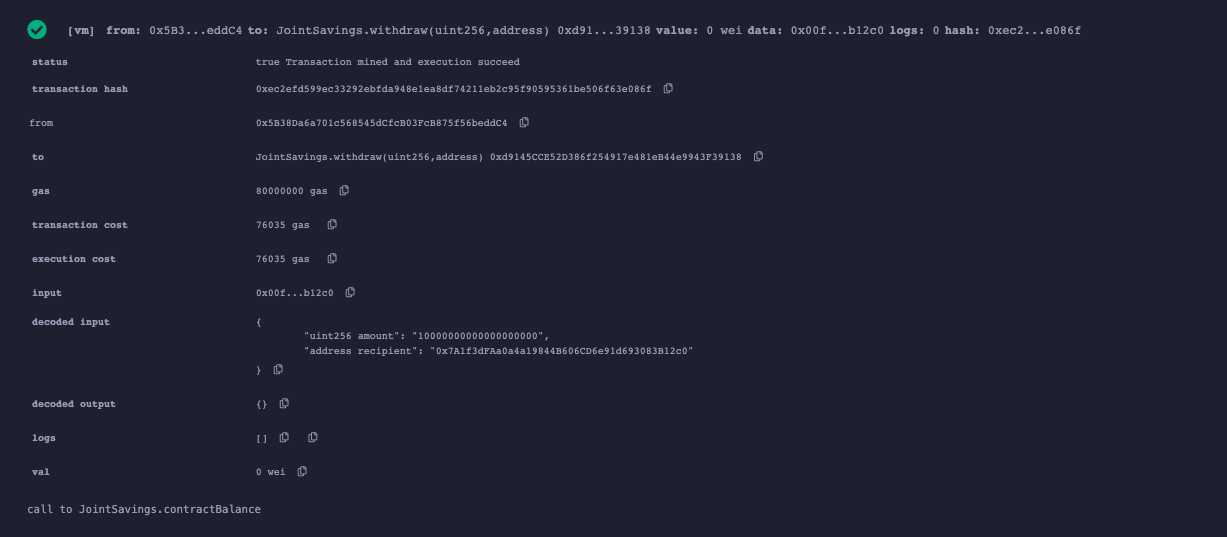 [vm] from: 0x5B3...eddC4 to: JointSavings.withdraw(uint256,address) 0xd91...39138 value: 0 wei data: 0x00f...b12c0 logs: 0 hash: 0xec2...e086f
status true Transaction mined and execution succeed
transaction hash 0xec2efd599ec33292ebfda948e1ea8df74211eb2c95f90595361be506f63e086f
from 0x5B38Da6a701c568545dCfcB03FcB875f56beddC4
to JointSavings.withdraw(uint256,address) 0xd9145CCE52D386f254917e481eB44e9943F39138
gas 80000000 gas
transaction cost 76035 gas
execution cost 76035 gas
input 0x00f...b12c0
decoded input {
"uint256 amount": "10000000000000000000",
"address recipient": "0x7A1f3dFAa0a4a19844B606CD6e91d693083B12c0"
}
decoded output {}
logs []
val 0 wei
call to JointSavings.contractBalance